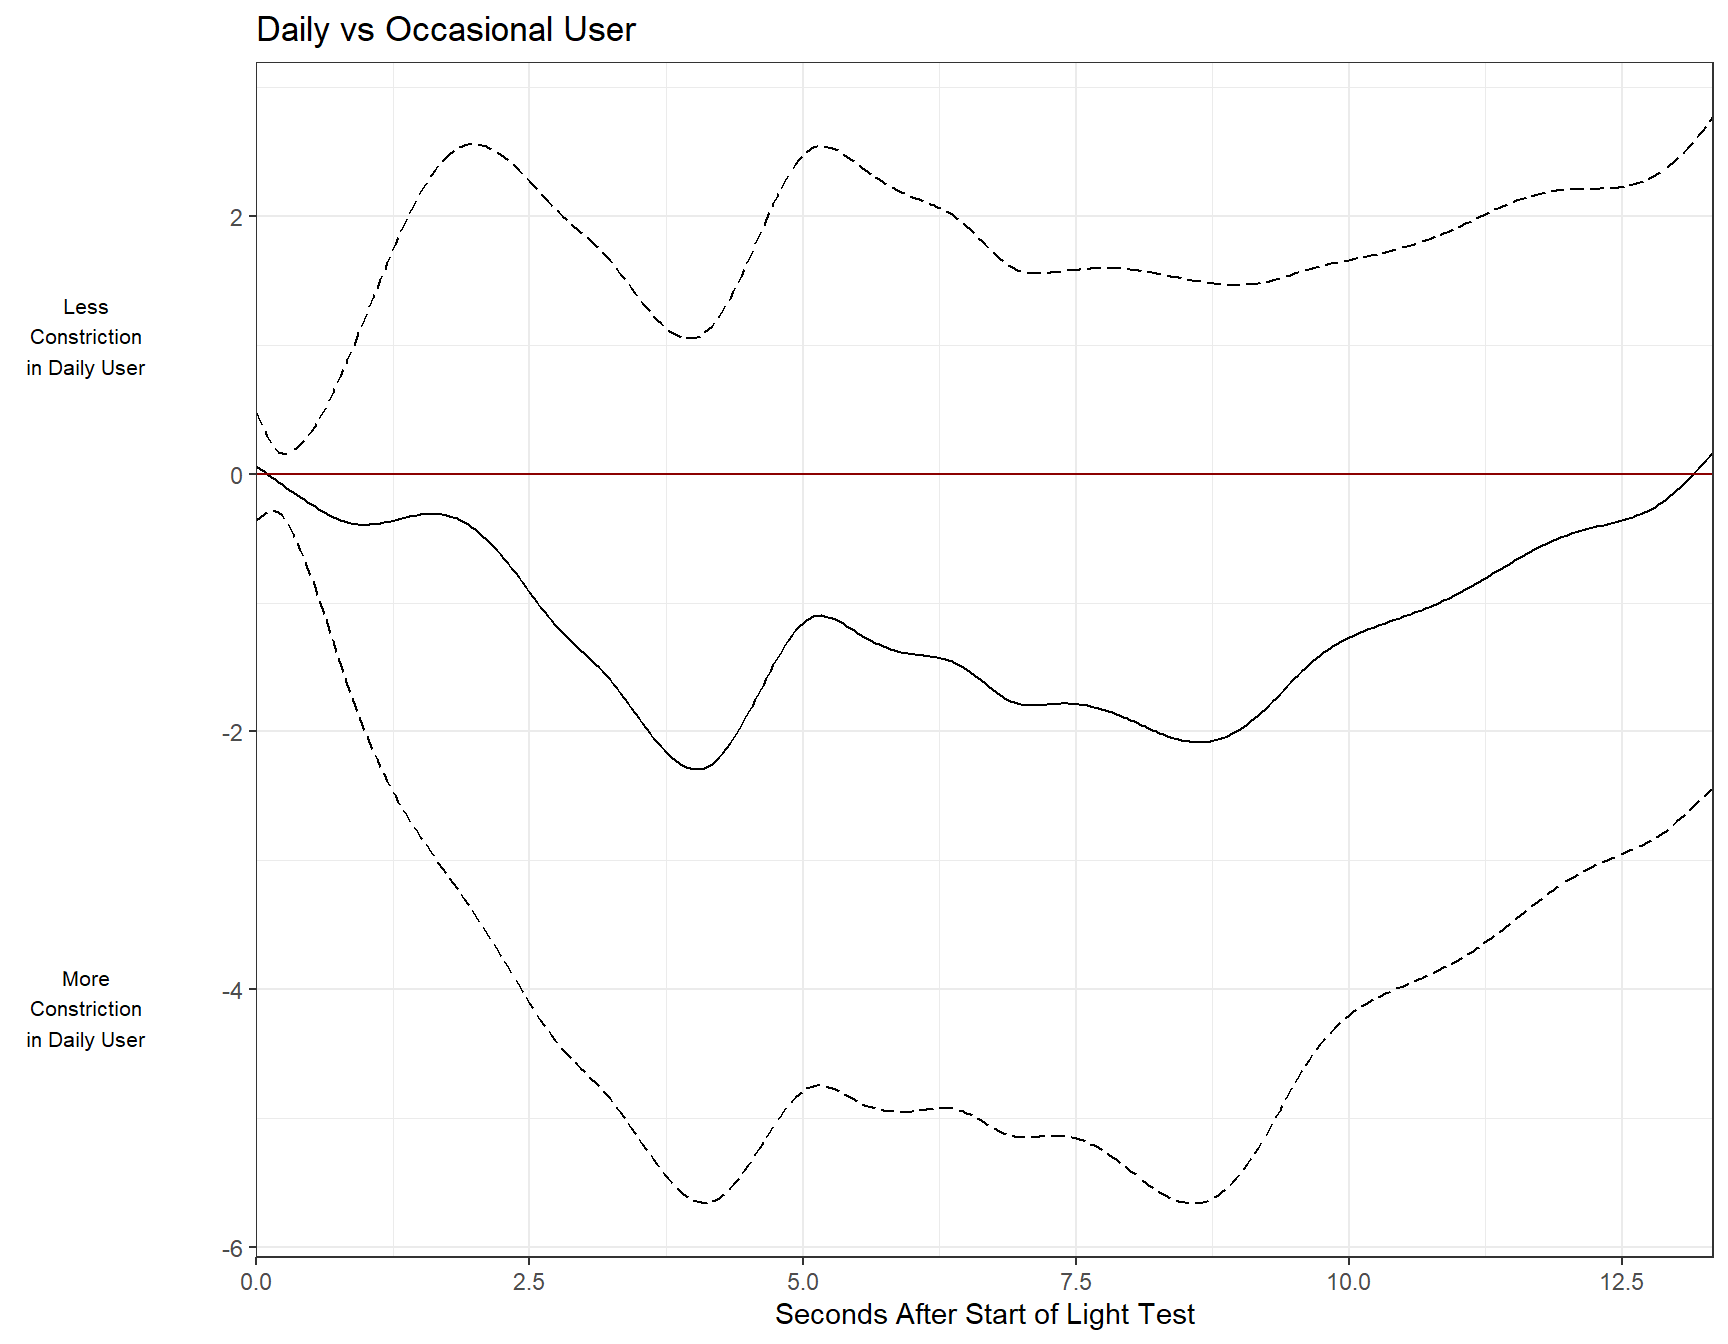 Daily vs Occasional User
Less
Constriction
in Daily User
More
Constriction
in Daily User
2
0
-2
-4
-6
0.0 2.5 5.0 7.5 10.0 12.5
Seconds After Start of Light Test